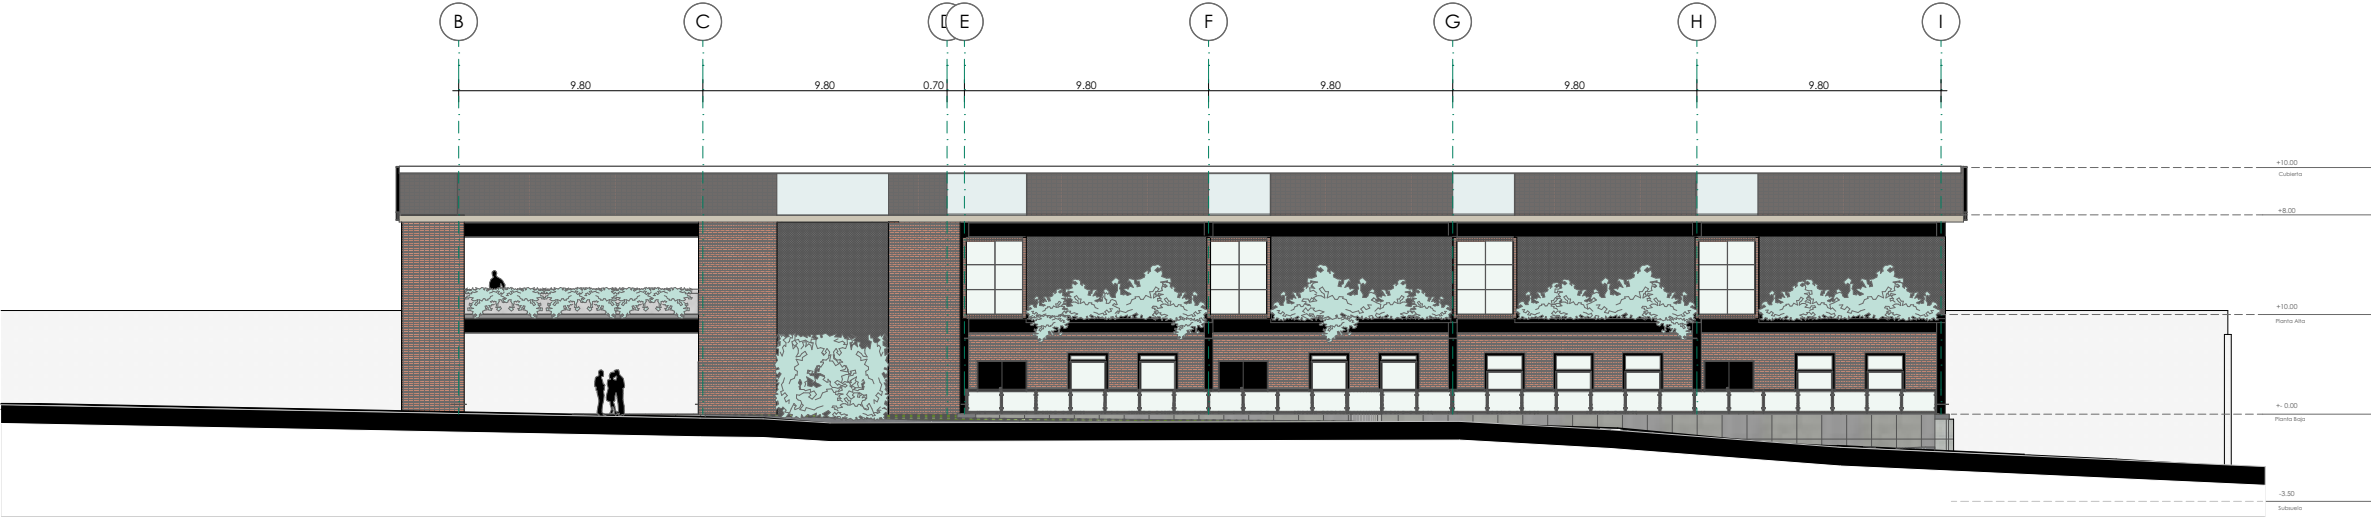 B C D E F G H I
9.80 9.80 0.70 9.80 9.80 9.80 9.80
+10.00
Cubierta
+8.00
+10.00
Planta Alta
+- 0.00
Planta Baja
-3.50
Subsuelo